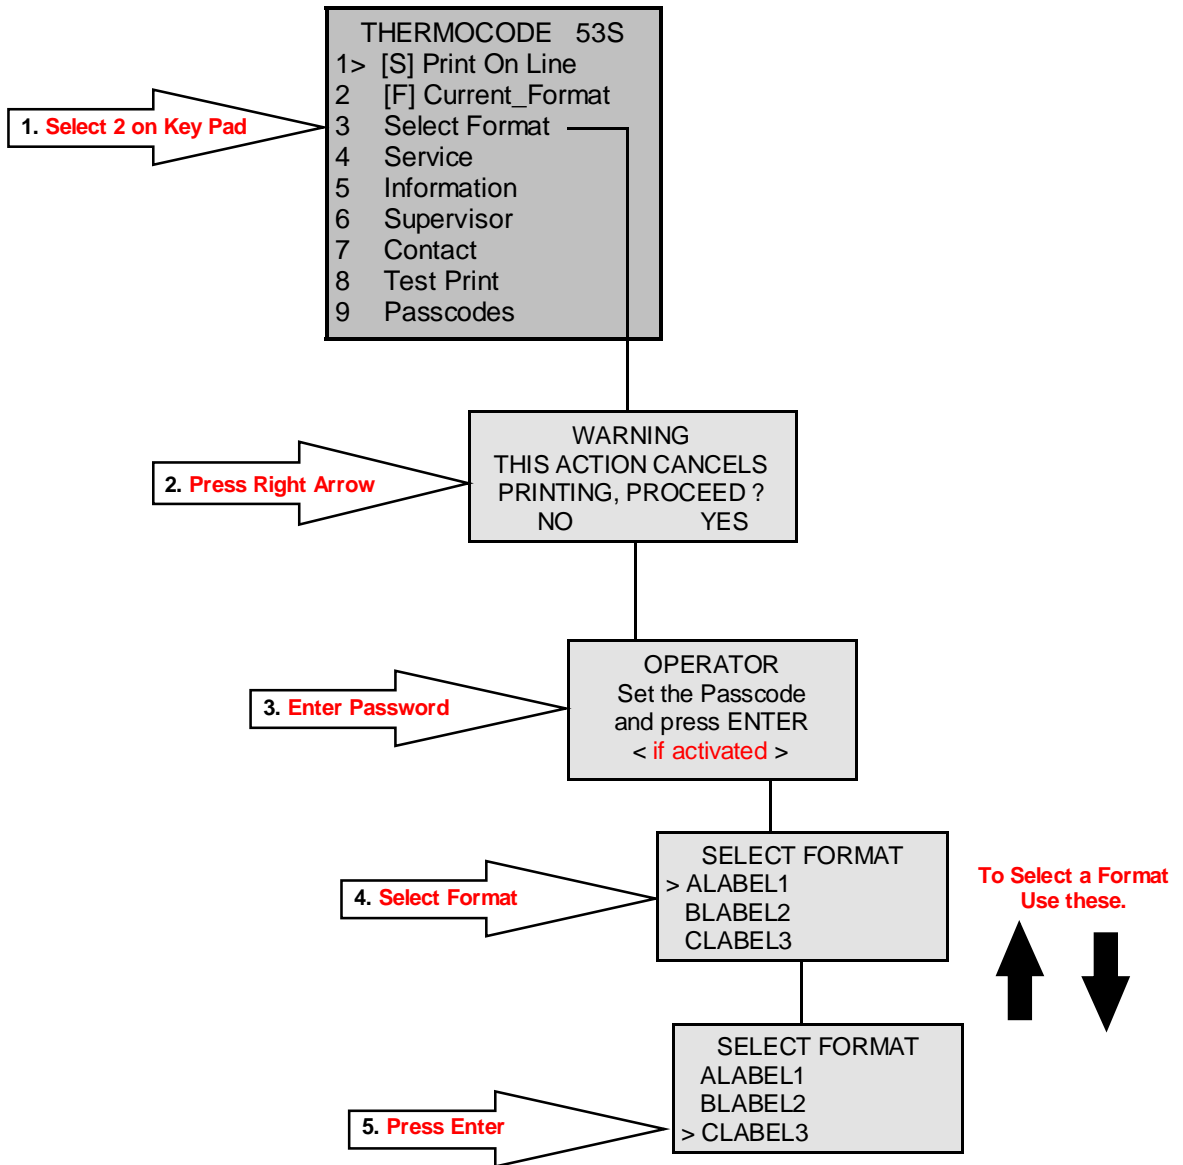 THERMOCODE 53S
1> [S] Print On Line
2 [F] Current_Format
3 Select Format
4 Service
5 Information
6 Supervisor
7 Contact
8 Test Print
9 Passcodes
1. Select 2 on Key Pad
WARNING
THIS ACTION CANCELS
PRINTING, PROCEED ?
NO YES
2. Press Right Arrow
OPERATOR
Set the Passcode
and press ENTER
< if activated >
3. Enter Password
SELECT FORMAT
> ALABEL1
BLABEL2
CLABEL3
4. Select Format
To Select a Format
Use these.
SELECT FORMAT
ALABEL1
BLABEL2
> CLABEL3
5. Press Enter